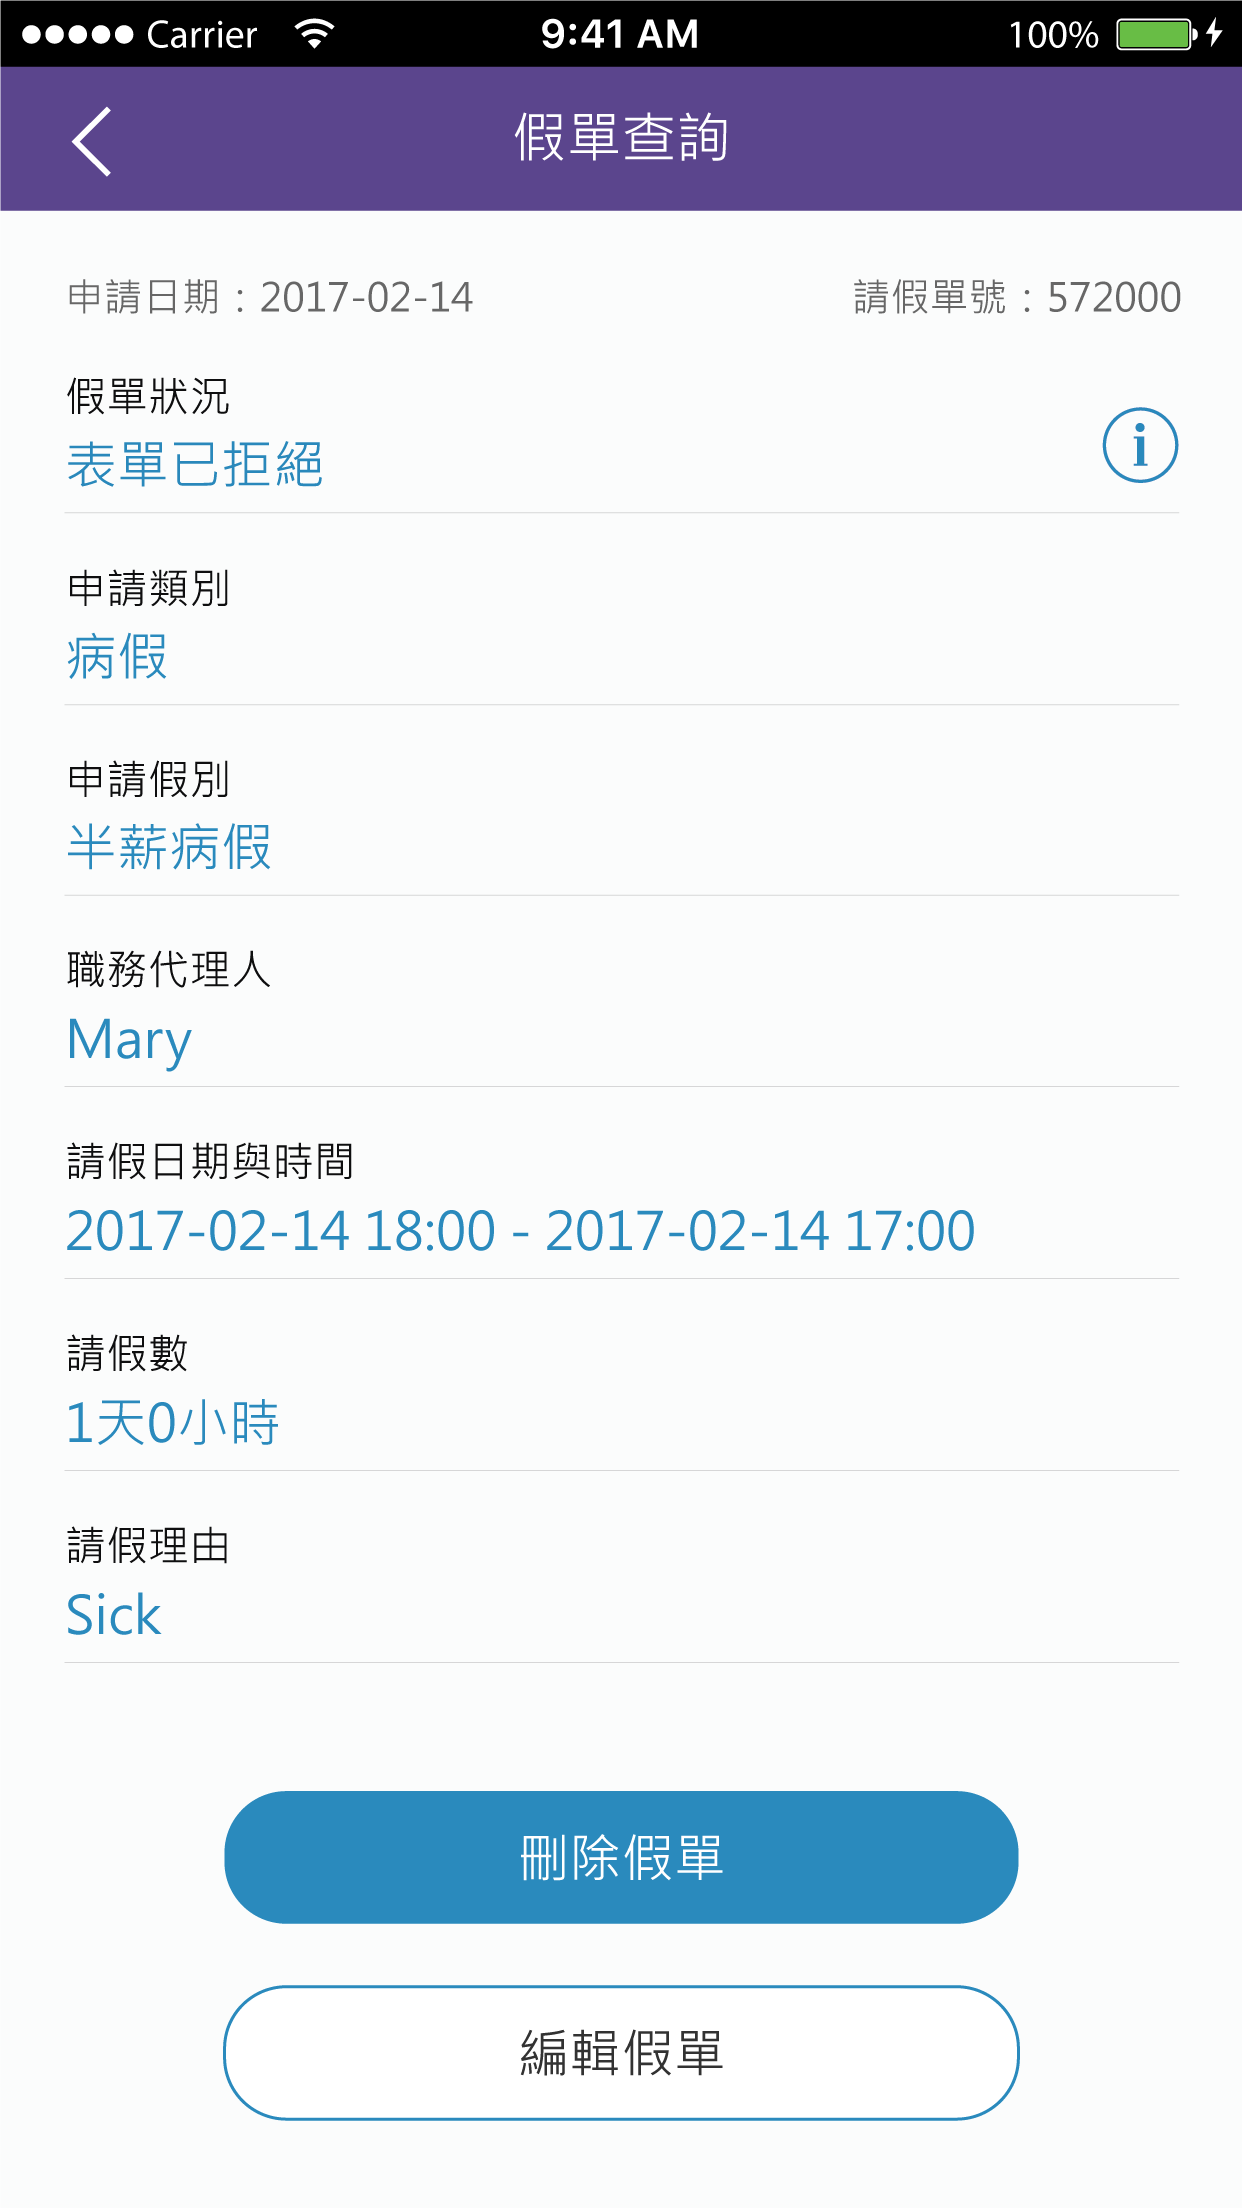 Carrier 9:41 AM 100%
假單查詢
申請日期：2017-02-14 請假單號：572000
假單狀況
表單已拒絕
i
申請類別
病假
申請假別
半薪病假
職務代理人
Mary
請假日期與時間
2017-02-14 18:00 - 2017-02-14 17:00
請假數
1天0小時
請假理由
Sick
刪除假單
編輯假單